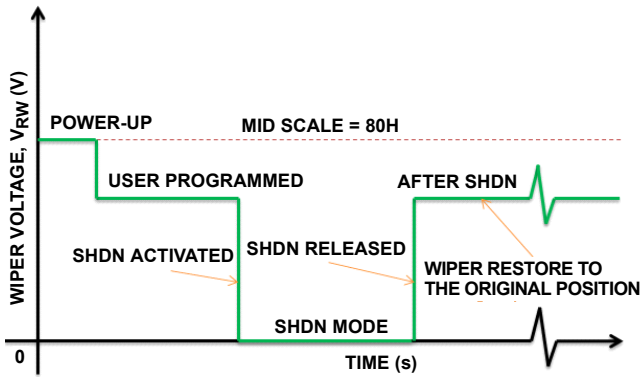 WIPER VOLTAGE, VRW (V)
POWER-UP
MID SCALE = 80H
USER PROGRAMMED
AFTER SHDN
SHDN ACTIVATED
SHDN RELEASED
WIPER RESTORE TO
THE ORIGINAL POSITION
SHDN MODE
0
TIME (s)